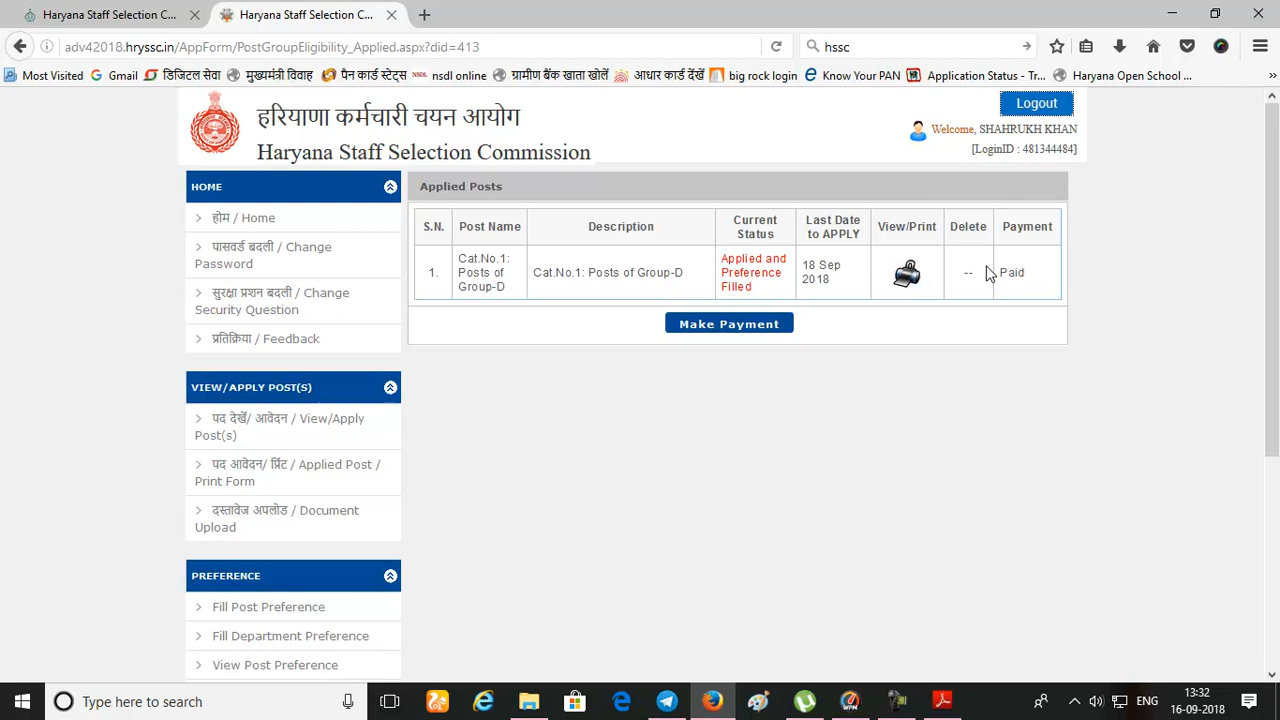 Haryana Staff Selection C...
Haryana Staff Selection Co...
adv42018.hryssc.in/AppForm/PostGroupEligibility_Applied.aspx?did=413
hssc
Most Visited
Gmail
डिजिटल सेवा
मुख्यमंत्री विवाह
पैन कार्ड स्टेट्स
NSDL
nsdl online
ग्रामीण बैंक खाता खोलें
आधार कार्ड देखें
big rock login
Know Your PAN
Application Status - Tr...
Haryana Open School ...
हरियाणा कर्मचारी चयन आयोग
Haryana Staff Selection Commission
Logout
Welcome, SHAHRUKH KHAN
[LoginID : 481344484]
HOME
होम / Home
पासवर्ड बदली / Change
Password
सुरक्षा प्रशन बदली / Change
Security Question
प्रतिक्रिया / Feedback
VIEW/APPLY POST(S)
पद देखें/ आवेदन / View/Apply
Post(s)
पद आवेदन/ प्रिंट / Applied Post /
Print Form
दस्तावेज अपलोड / Document
Upload
PREFERENCE
Fill Post Preference
Fill Department Preference
View Post Preference
Applied Posts
S.N.
Post Name
Description
Current
Status
Last Date
to APPLY
View/Print
Delete
Payment
1.
Cat.No.1:
Posts of
Group-D
Cat.No.1: Posts of Group-D
Applied and
Preference
Filled
18 Sep
2018
--
Paid
Make Payment
Type here to search
ENG
13:32
16-09-2018